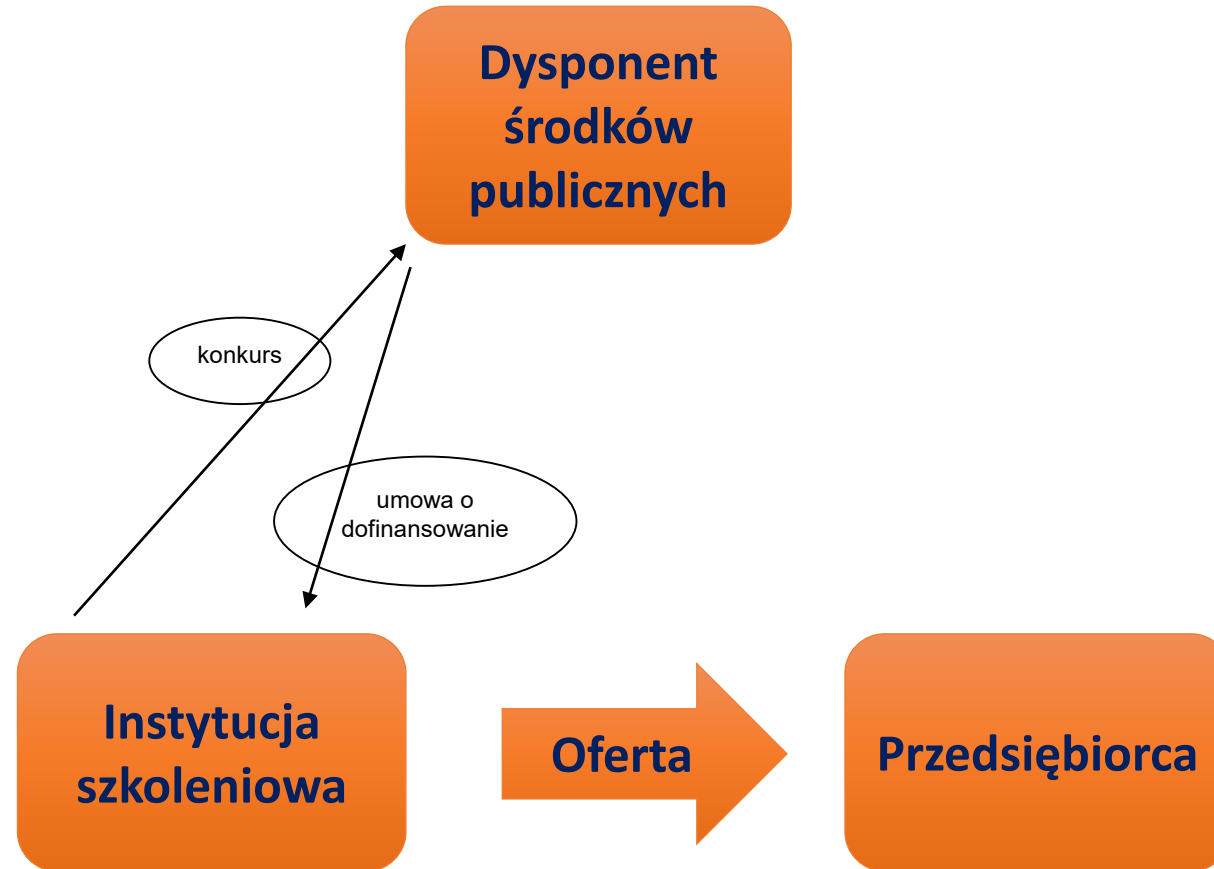 Dysponent
środków
publicznych
konkurs
umowa o
dofinansowanie
Instytucja
szkoleniowa
Oferta
Przedsiębiorca